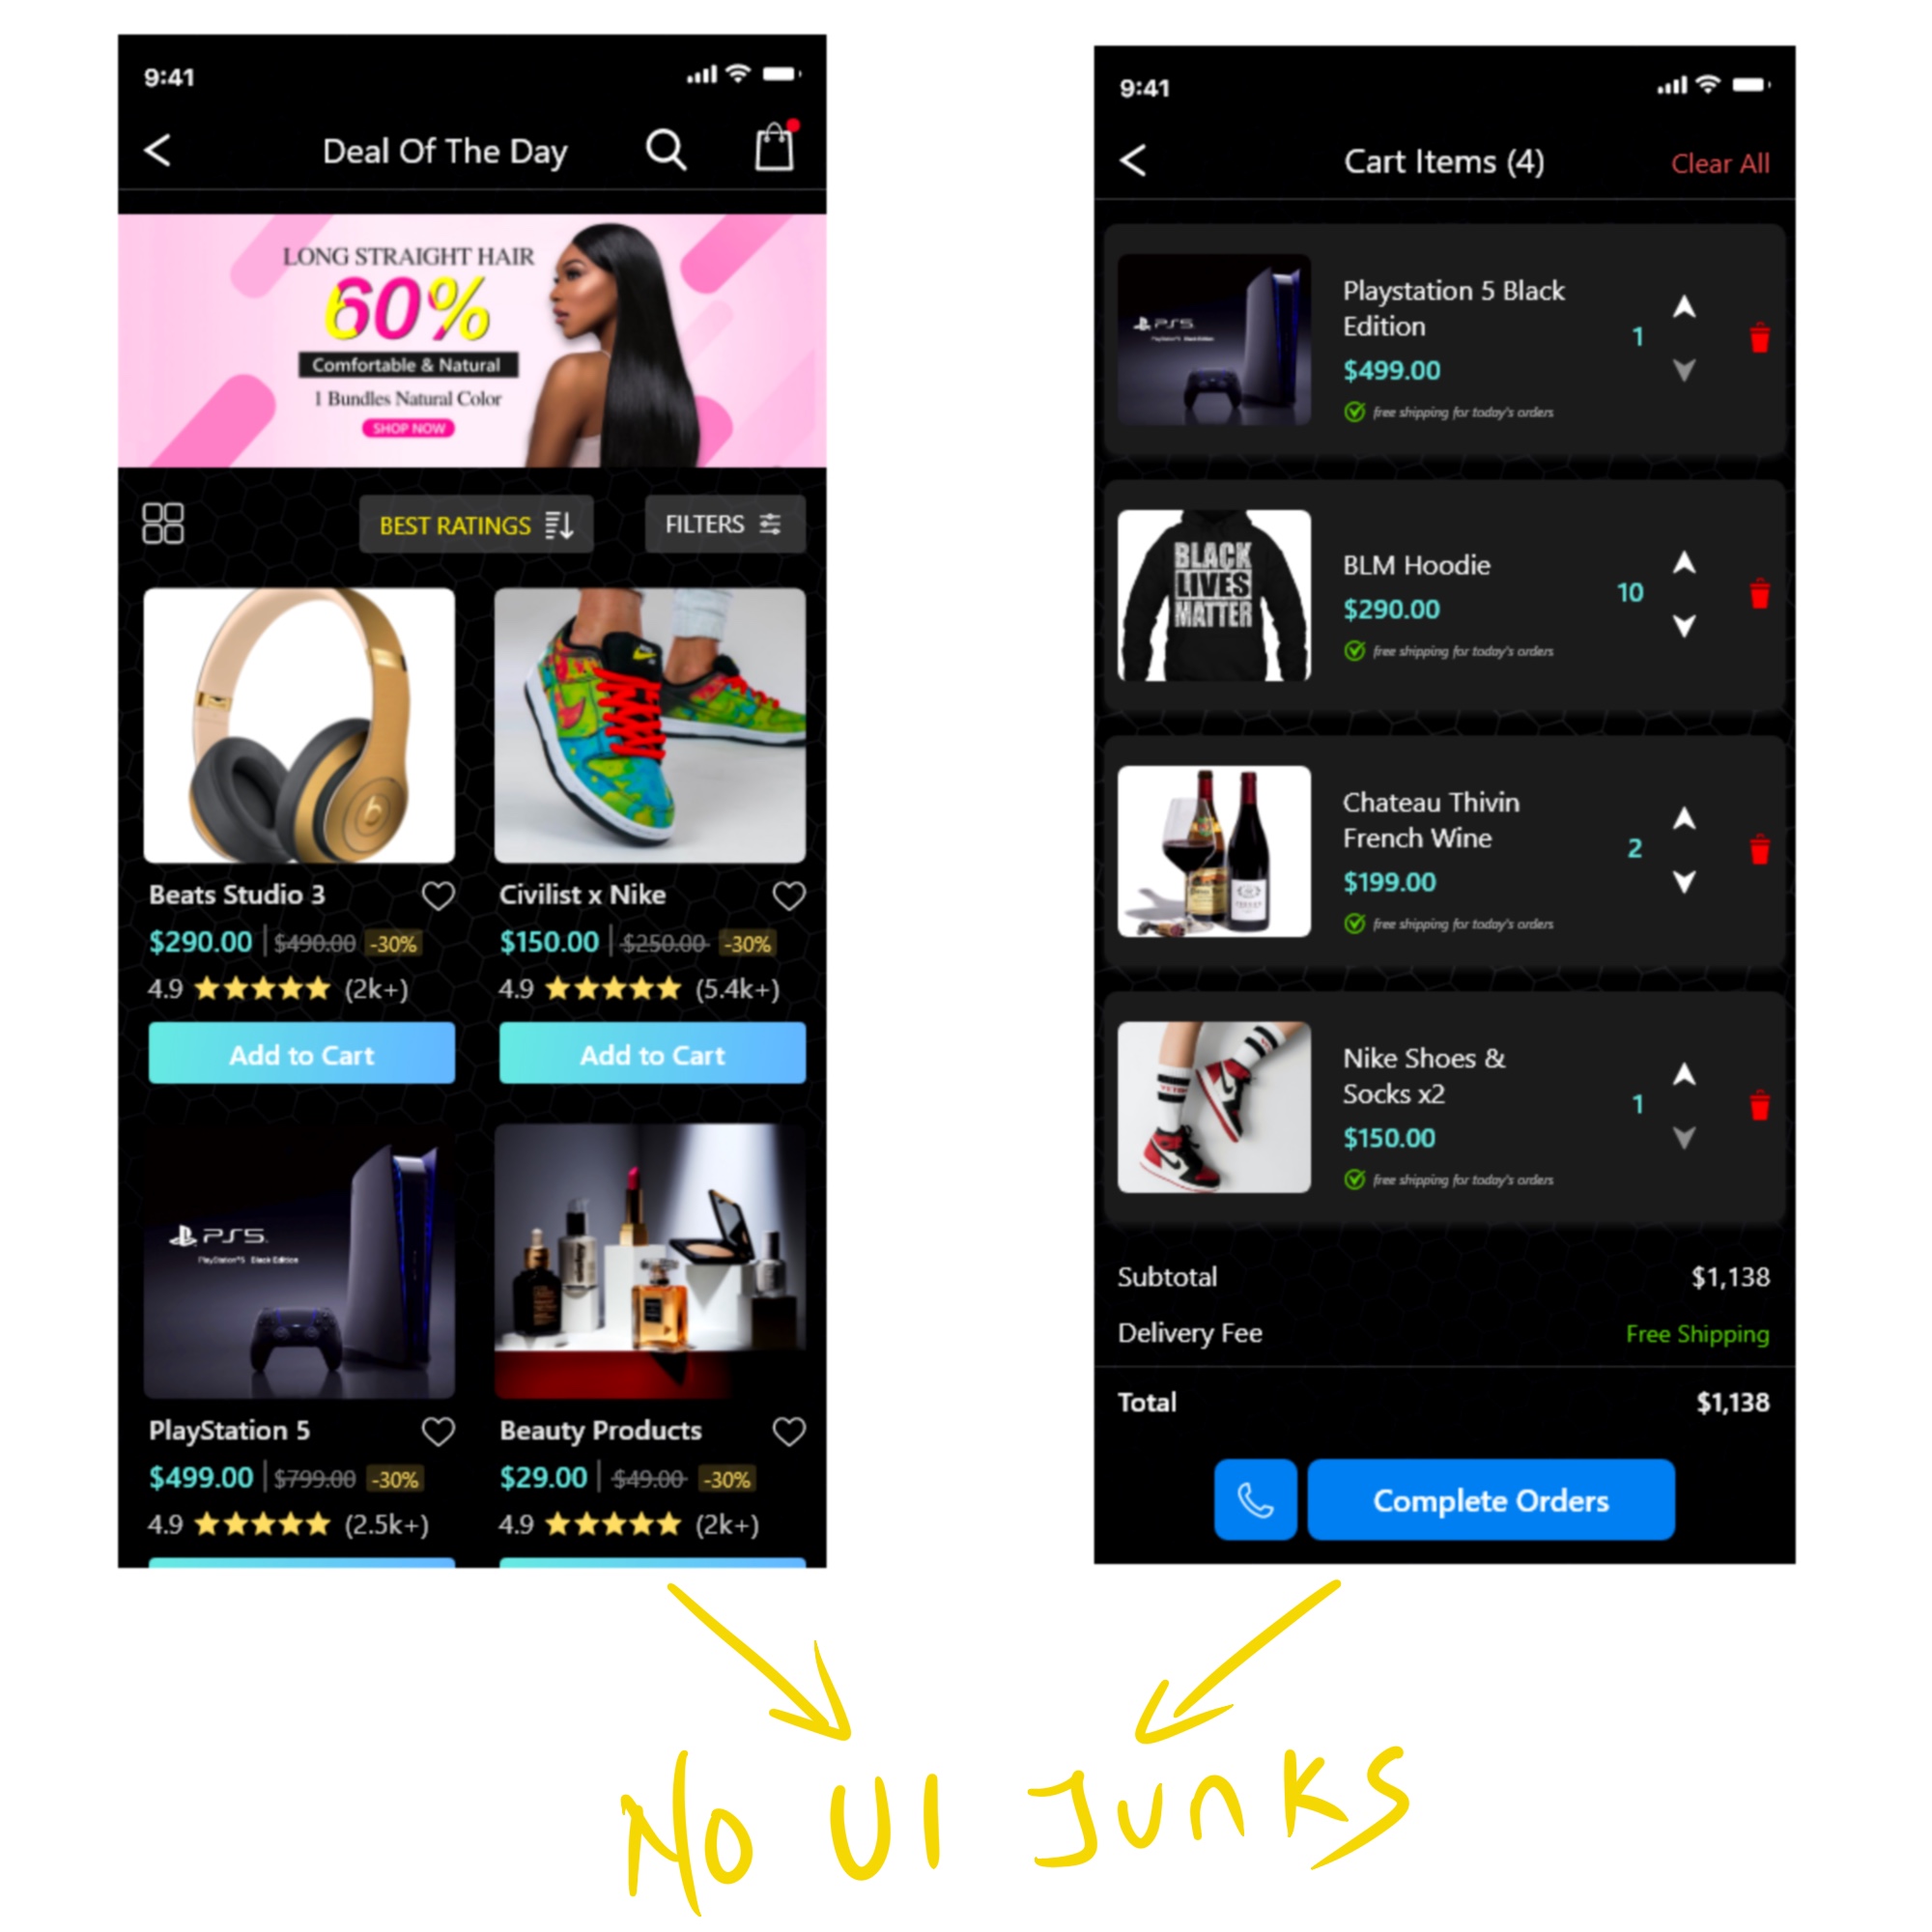 9:41
Deal Of The Day
LONG STRAIGHT HAIR
60%
Comfortable & Natural
1 Bundles Natural Color
SHOP NOW
BEST RATINGS
FILTERS
Beats Studio 3
$290.00 $490.00 -30%
4.9 (2k+)
Add to Cart
Civilist x Nike
$150.00 $250.00 -30%
4.9 (5.4k+)
Add to Cart
PS5
PlayStation®5 Black Edition
PlayStation 5
$499.00 $799.00 -30%
4.9 (2.5k+)
Beauty Products
$29.00 $49.00 -30%
4.9 (2k+)
9:41
Cart Items (4)
Clear All
PS5
Playstation 5 Black
Edition
$499.00
free shipping for today's orders
1
BLACK
LIVES
MATTER
BLM Hoodie
$290.00
free shipping for today's orders
10
Chateau Thivin
French Wine
$199.00
free shipping for today's orders
2
Nike Shoes &
Socks x2
$150.00
free shipping for today's orders
1
Subtotal $1,138
Delivery Fee Free Shipping
Total $1,138
Complete Orders
No UI Junks